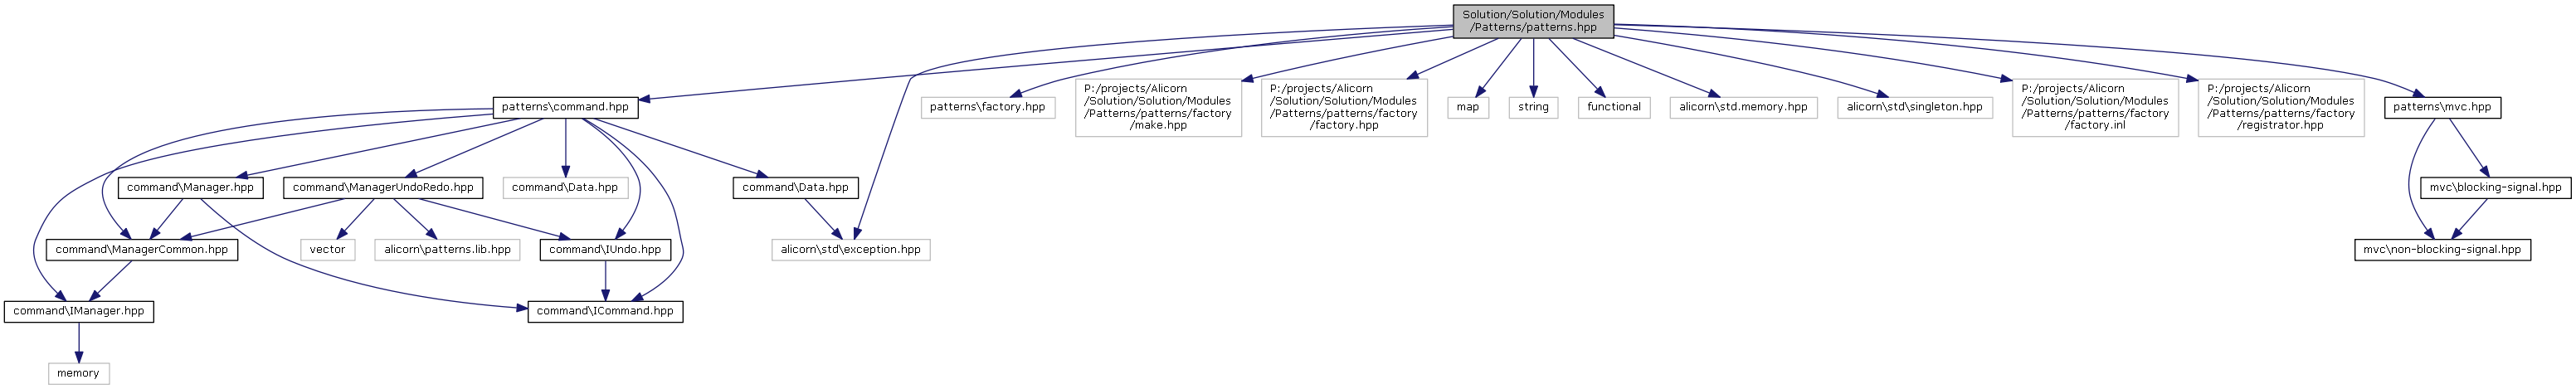 Solution/Solution/Modules
/Patterns/patterns.hpp
patterns\command.hpp
patterns\factory.hpp
P:/projects/Alicorn
/Solution/Solution/Modules
/Patterns/patterns/factory
/make.hpp
P:/projects/Alicorn
/Solution/Solution/Modules
/Patterns/patterns/factory
/factory.hpp
map
string
functional
alicorn\std.memory.hpp
alicorn\std\singleton.hpp
P:/projects/Alicorn
/Solution/Solution/Modules
/Patterns/patterns/factory
/factory.inl
P:/projects/Alicorn
/Solution/Solution/Modules
/Patterns/patterns/factory
/registrator.hpp
patterns\mvc.hpp
command\Manager.hpp
command\ManagerUndoRedo.hpp
command\Data.hpp
command\Data.hpp
mvc\blocking-signal.hpp
command\ManagerCommon.hpp
vector
alicorn\patterns.lib.hpp
command\IUndo.hpp
alicorn\std\exception.hpp
mvc\non-blocking-signal.hpp
command\IManager.hpp
command\ICommand.hpp
memory